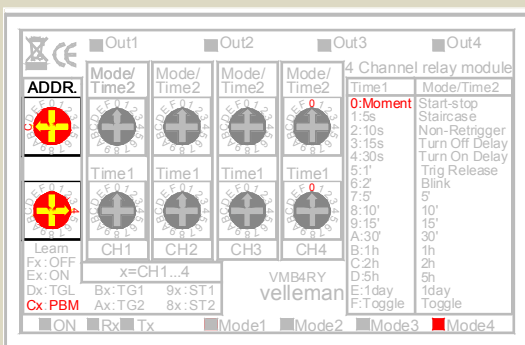 Out1 Out2 Out3 Out4
ADDR.
Mode/ Time2
Mode/ Time2
Mode/ Time2
Mode/ Time2
4 Channel relay module
Time1 Mode/Time2
0:Moment Start-stop
1:5s Staircase
2:10s Non-Retrigger
3:15s Turn Off Delay
4:30s Turn On Delay
5:1' Trig Release
6:2' Blink
7:5' 5'
8:10' 10'
9:15' 15'
A:30' 30'
B:1h 1h
C:2h 2h
D:5h 5h
E:1day 1day
F:Toggle Toggle
Time1 Time1 Time1 Time1
Learn
CH1 CH2 CH3 CH4
Fx:OFF
Ex:ON
Dx:TGL
Cx:PBM
x=CH1...4
Bx:TG1 9x:ST1
Ax:TG2 8x:ST2
VMB4RY
velleman
ON Rx Tx Mode1 Mode2 Mode3 Mode4